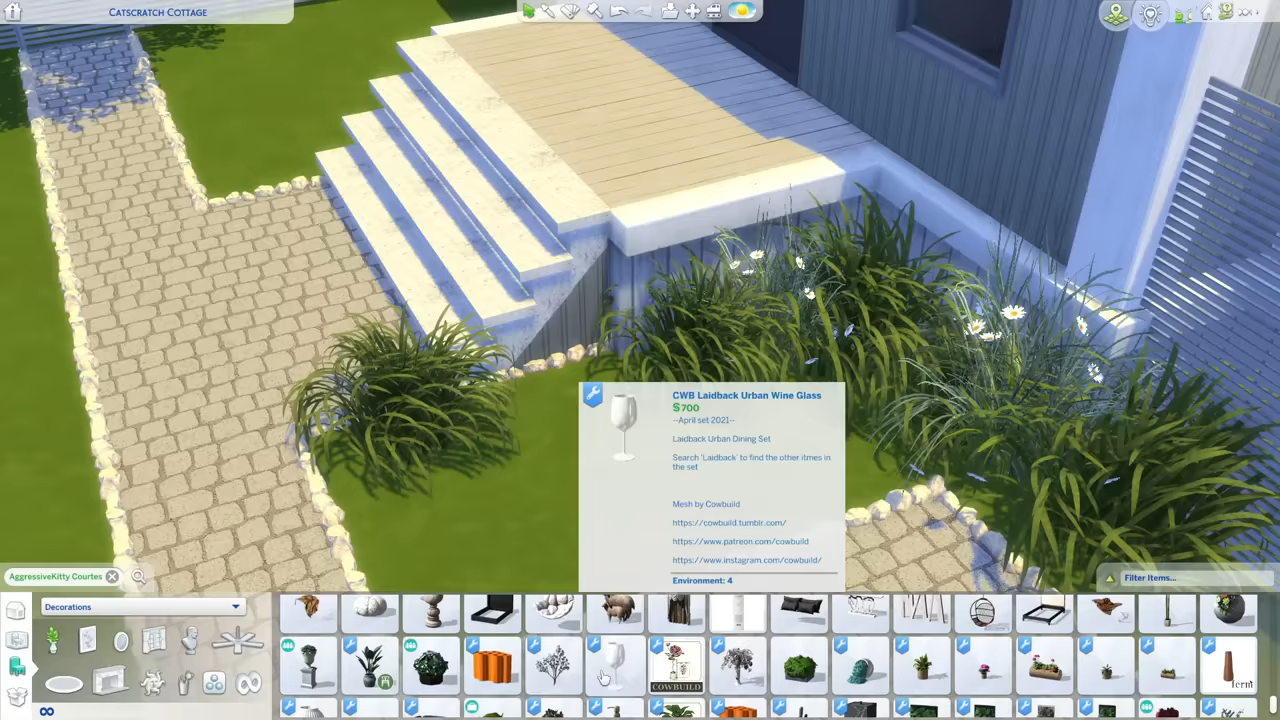 CATSCRATCH COTTAGE
CWB Laidback Urban Wine Glass
§700
--April set 2021--
Laidback Urban Dining Set
Search 'Laidback' to find the other itmes in
the set
Mesh by Cowbuild
https://cowbuild.tumblr.com/
https://www.patreon.com/cowbuild
https://www.instagram.com/cowbuild/
Environment: 4
AggressiveKitty Courtes
Filter Items...
Decorations
COWBUILD
ferm